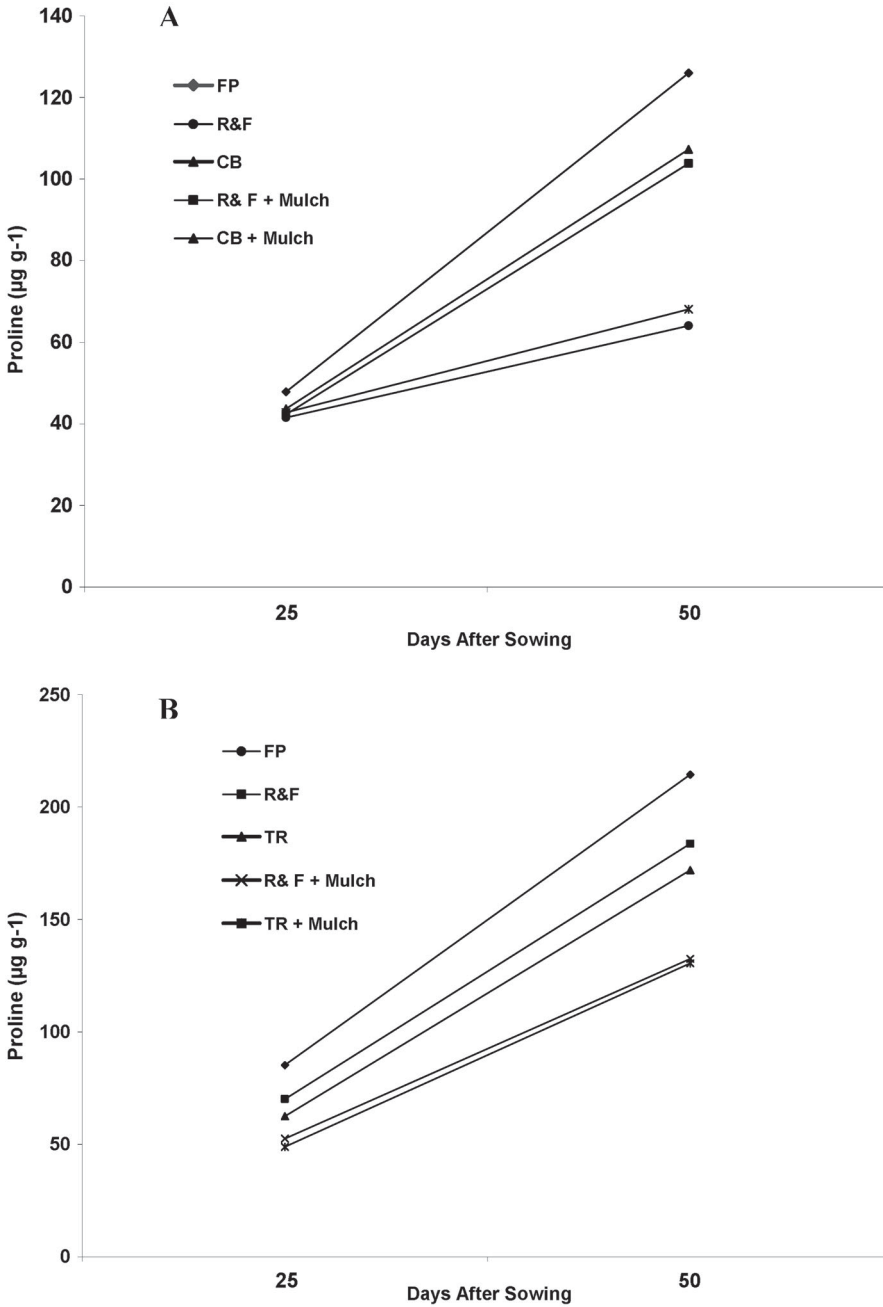 A
140
120
100
80
60
40
20
0
Proline (µg g-1)
FP
R&F
CB
R& F + Mulch
CB + Mulch
25
50
Days After Sowing
B
250
200
150
100
50
0
Proline (µg g-1)
FP
R&F
TR
R& F + Mulch
TR + Mulch
25
50
Days After Sowing